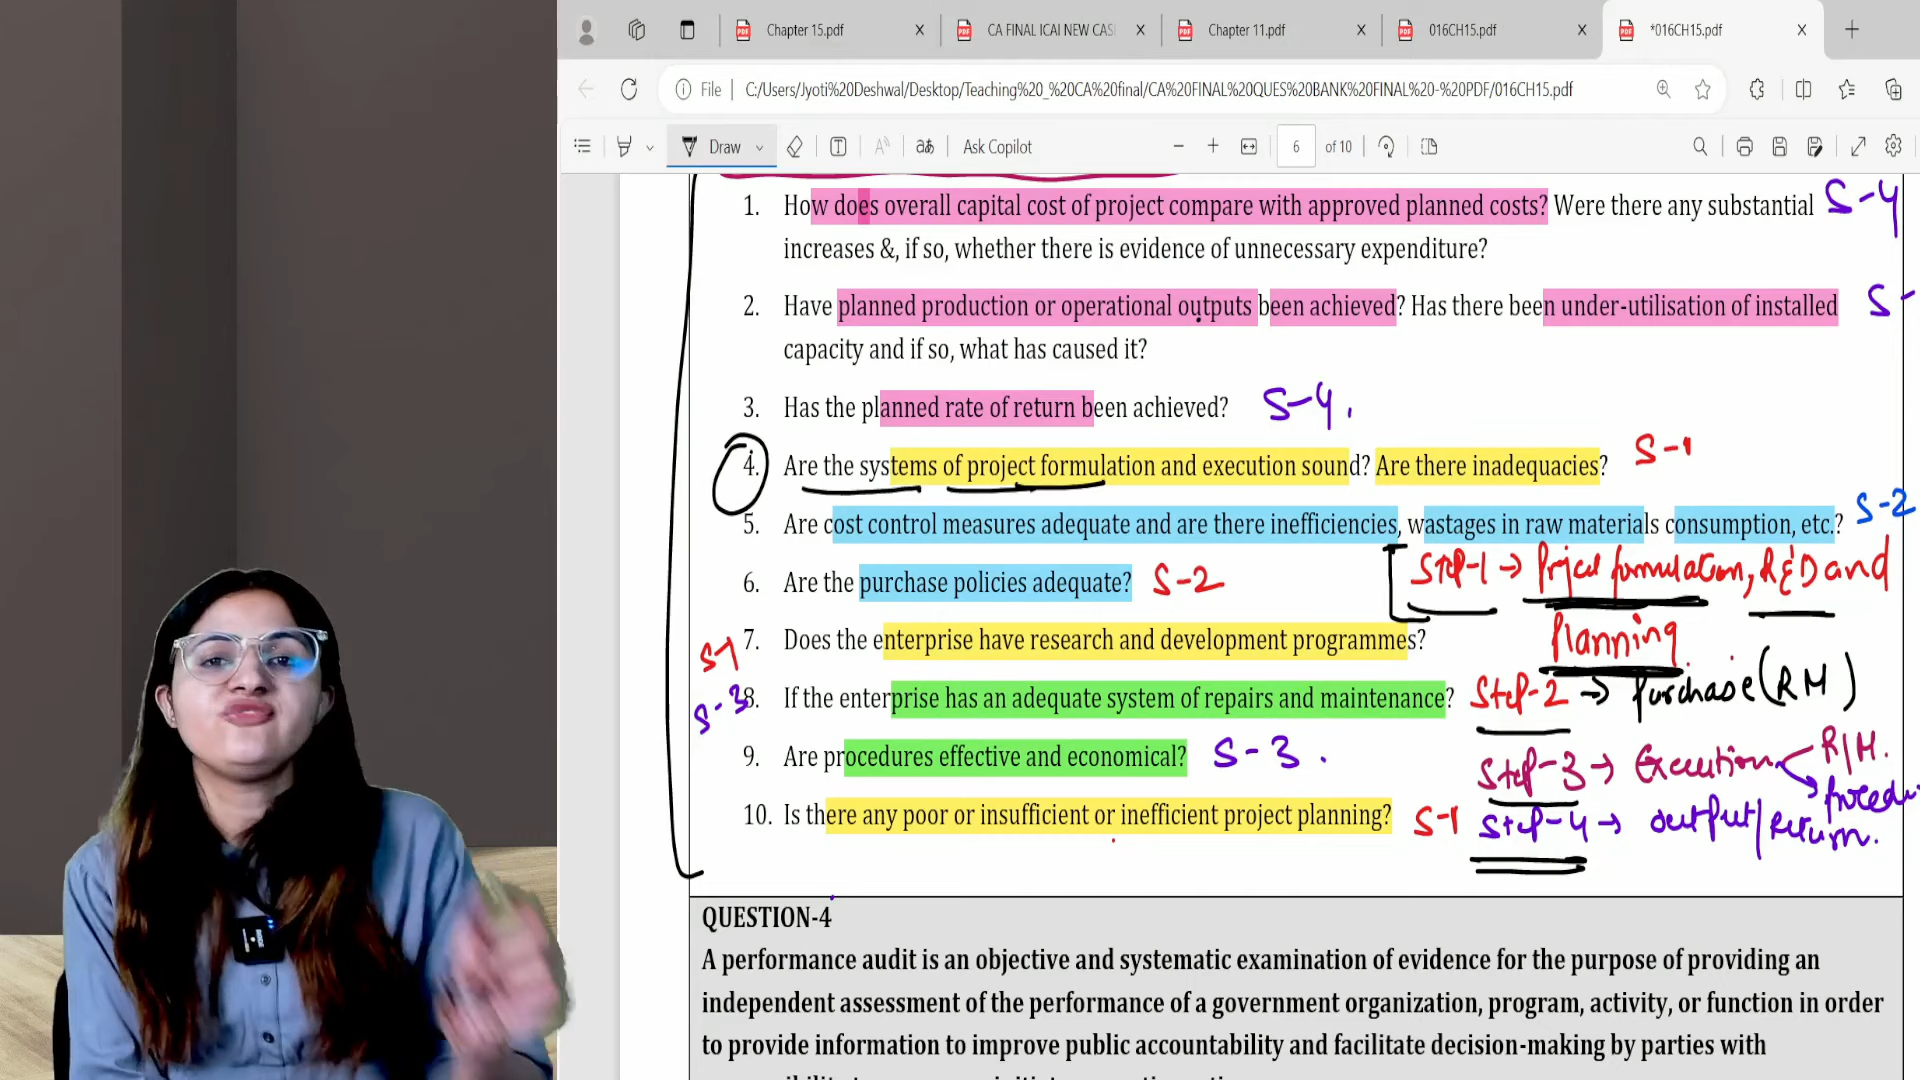 Chapter 15.pdf
CA FINAL ICAI NEW CAS
Chapter 11.pdf
016CH15.pdf
*016CH15.pdf
File
C:/Users/Jyoti%20Deshwal/Desktop/Teaching%20_%20CA%20final/CA%20FINAL%20QUES%20BANK%20FINAL%20-%20PDF/016CH15.pdf
Draw
Ask Copilot
6 of 10
1. How does overall capital cost of project compare with approved planned costs? Were there any substantial S-4
increases &, if so, whether there is evidence of unnecessary expenditure?
2. Have planned production or operational outputs been achieved? Has there been under-utilisation of installed S-
capacity and if so, what has caused it?
3. Has the planned rate of return been achieved? S-4.
4. Are the systems of project formulation and execution sound? Are there inadequacies? S-1
5. Are cost control measures adequate and are there inefficiencies, wastages in raw materials consumption, etc.? S-2
Step-1 → Project formulation, R&D and
6. Are the purchase policies adequate? S-2
Planning
S-1 7. Does the enterprise have research and development programmes?
S-3 8. If the enterprise has an adequate system of repairs and maintenance? Step-2 → Purchase (RM)
9. Are procedures effective and economical? S-3.
Step-3 → Execution R/M.
10. Is there any poor or insufficient or inefficient project planning? S-1
Step-4 → output/return.
QUESTION-4
A performance audit is an objective and systematic examination of evidence for the purpose of providing an
independent assessment of the performance of a government organization, program, activity, or function in order
to provide information to improve public accountability and facilitate decision-making by parties with